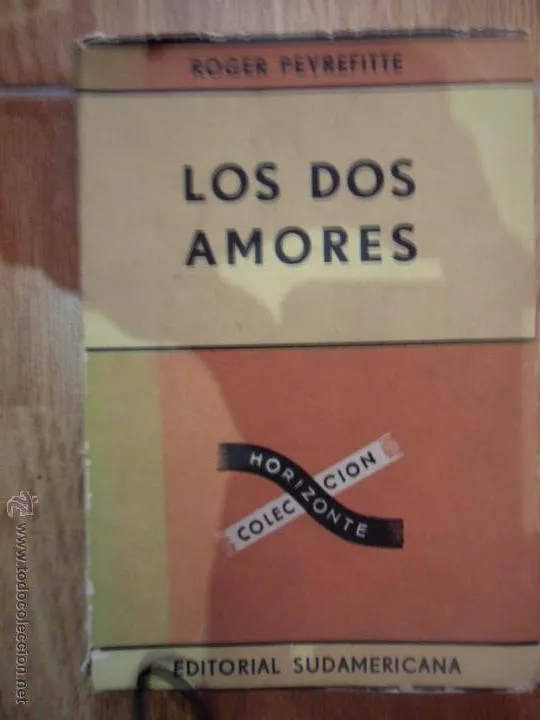 ROGER PEYREFITTE
LOS DOS
AMORES
HORIZONTE
COLECCION
EDITORIAL SUDAMERICANA
www.todocoleccion.net